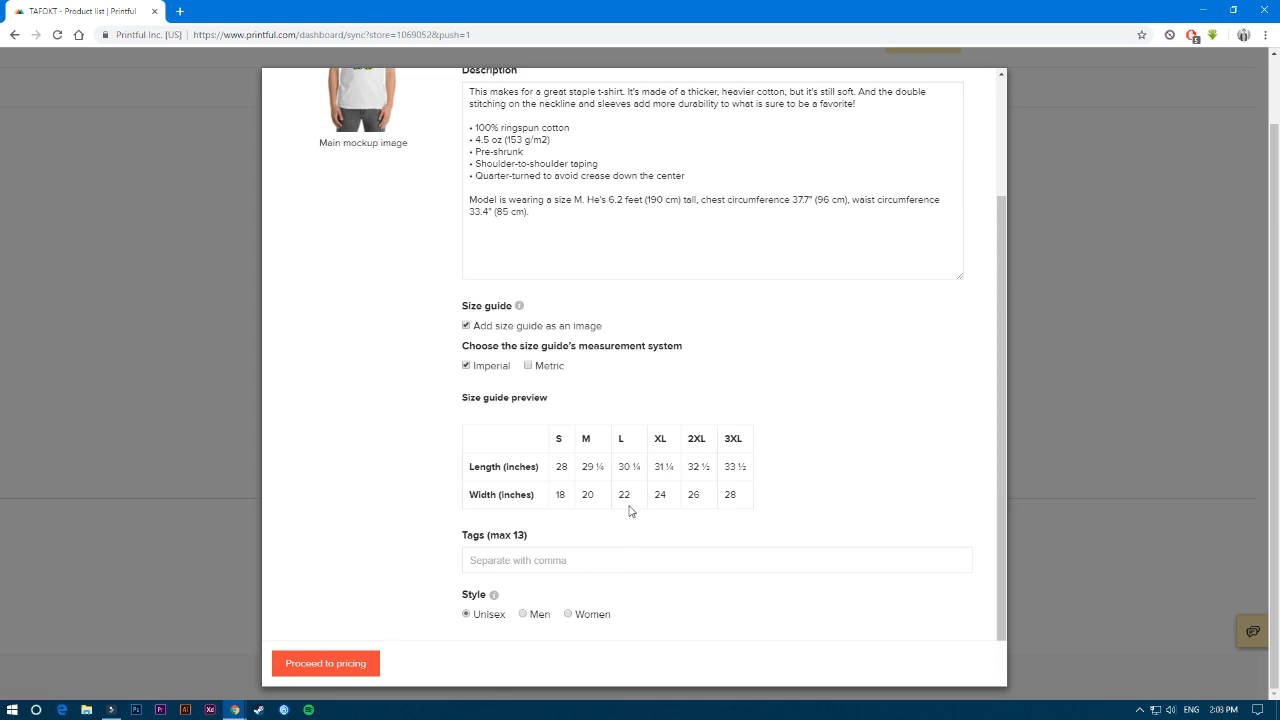 TAFOKT - Product list | Printful
Printful Inc. [US] | https://www.printful.com/dashboard/sync?store=1069052&push=1
Description
This makes for a great staple t-shirt. It's made of a thicker, heavier cotton, but it's still soft. And the double
stitching on the neckline and sleeves add more durability to what is sure to be a favorite!
• 100% ringspun cotton
• 4.5 oz (153 g/m2)
• Pre-shrunk
• Shoulder-to-shoulder taping
• Quarter-turned to avoid crease down the center
Model is wearing a size M. He's 6.2 feet (190 cm) tall, chest circumference 37.7" (96 cm), waist circumference
33.4" (85 cm).
Main mockup image
Size guide
Add size guide as an image
Choose the size guide's measurement system
Imperial Metric
Size guide preview
S M L XL 2XL 3XL
Length (inches) 28 29 ¼ 30 ¼ 31 ¼ 32 ½ 33 ½
Width (inches) 18 20 22 24 26 28
Tags (max 13)
Separate with comma
Style
Unisex Men Women
Proceed to pricing
ENG 2:03 PM